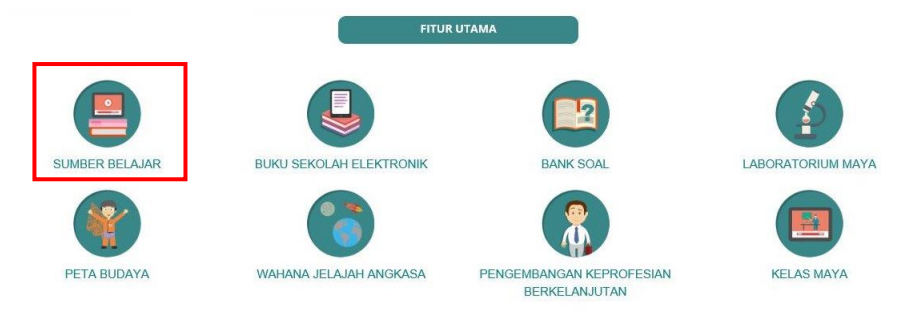 FITUR UTAMA
SUMBER BELAJAR
BUKU SEKOLAH ELEKTRONIK
BANK SOAL
LABORATORIUM MAYA
PETA BUDAYA
WAHANA JELAJAH ANGKASA
PENGEMBANGAN KEPROFESIAN
BERKELANJUTAN
KELAS MAYA